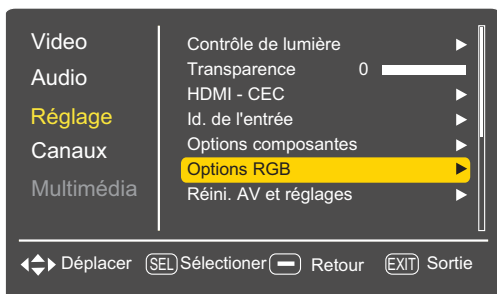 Video
Audio
Réglage
Canaux
Multimédia
Contrôle de lumière
Transparence 0
HDMI - CEC
Id. de l'entrée
Options composantes
Options RGB
Réini. AV et réglages
Déplacer SEL Sélectioner Retour EXIT Sortie